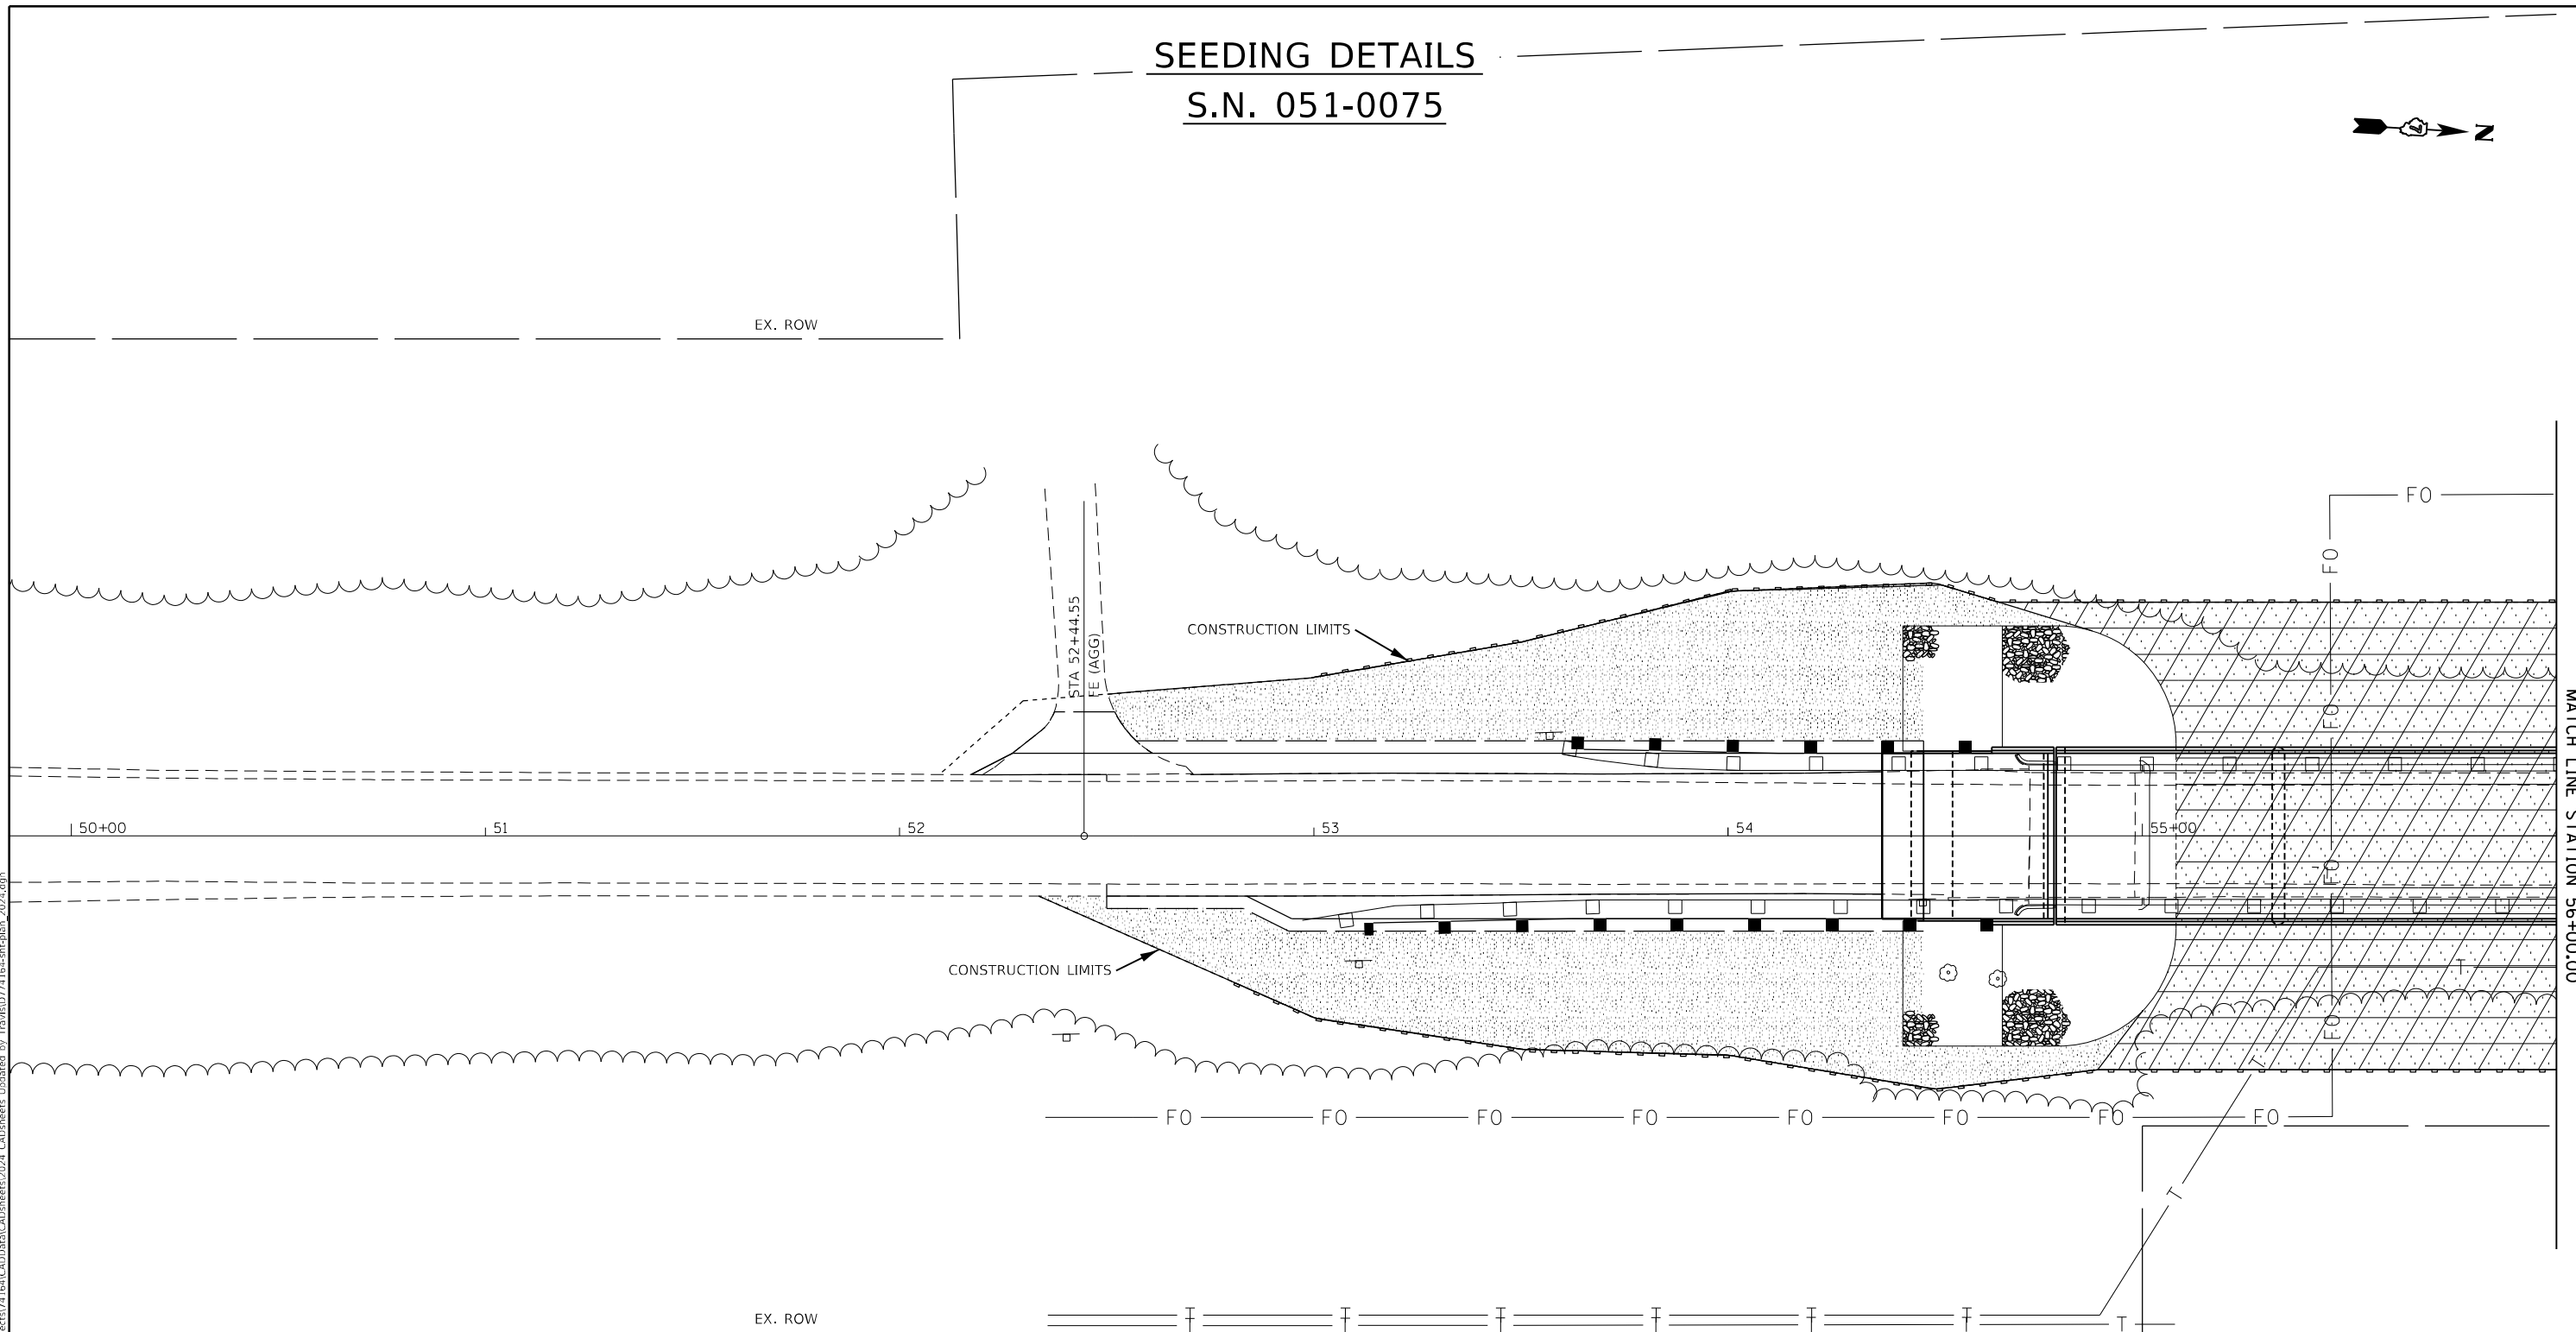 SEEDING DETAILS
S.N. 051-0075
N
EX. ROW
FO
FO
STA 52+44.55
FE (AGG)
CONSTRUCTION LIMITS
FO
MATCH LINE STATION 56+00.00
50+00
51
52
53
54
55+00
FO
CONSTRUCTION LIMITS
T
FO
T
FO FO FO FO FO FO FO FO
T
EX. ROW
T T T T T T T